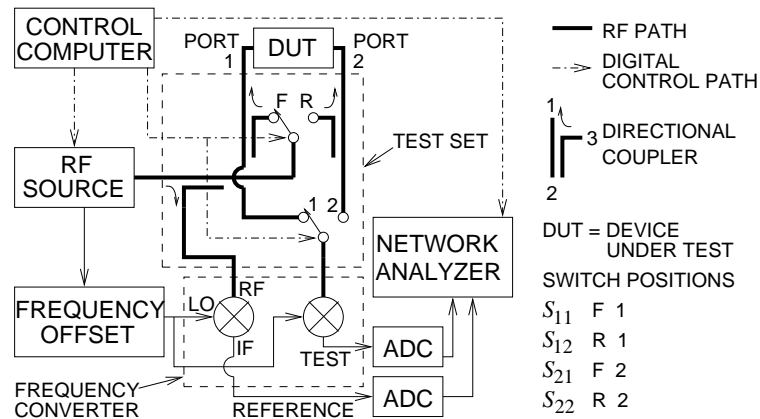 CONTROL
COMPUTER
PORT
1
DUT
PORT
2
F R
TEST SET
RF
SOURCE
1 2
NETWORK
ANALYZER
FREQUENCY
OFFSET
LO
RF
IF
TEST
ADC
ADC
FREQUENCY
CONVERTER
REFERENCE
RF PATH
DIGITAL
CONTROL PATH
1
3
2
DIRECTIONAL
COUPLER
DUT = DEVICE
UNDER TEST
SWITCH POSITIONS
S11 F 1
S12 R 1
S21 F 2
S22 R 2